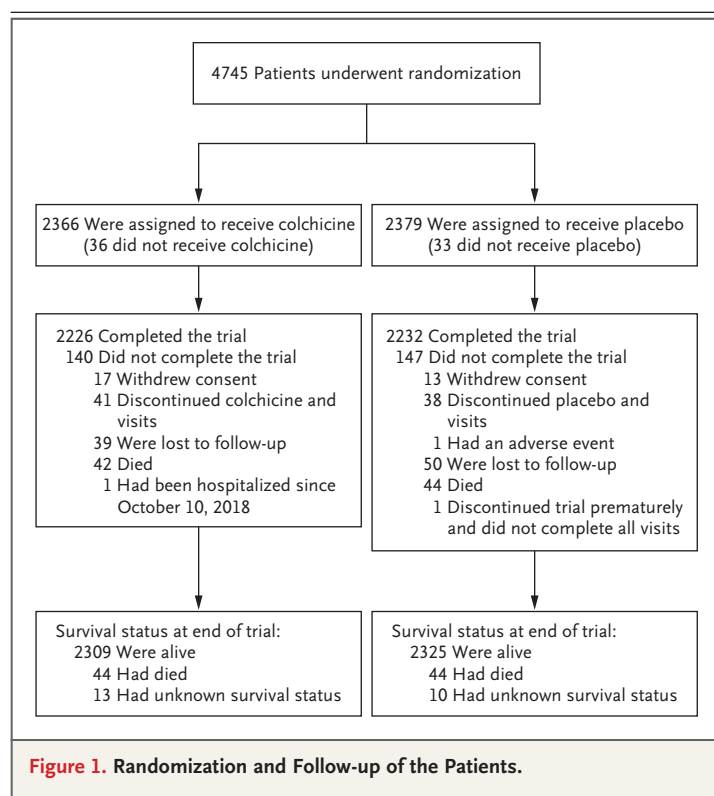 4745 Patients underwent randomization
2366 Were assigned to receive colchicine
(36 did not receive colchicine)
2379 Were assigned to receive placebo
(33 did not receive placebo)
2226 Completed the trial
140 Did not complete the trial
17 Withdrew consent
41 Discontinued colchicine and
visits
39 Were lost to follow-up
42 Died
1 Had been hospitalized since
October 10, 2018
2232 Completed the trial
147 Did not complete the trial
13 Withdrew consent
38 Discontinued placebo and
visits
1 Had an adverse event
50 Were lost to follow-up
44 Died
1 Discontinued trial prematurely
and did not complete all visits
Survival status at end of trial:
2309 Were alive
44 Had died
13 Had unknown survival status
Survival status at end of trial:
2325 Were alive
44 Had died
10 Had unknown survival status
Figure 1. Randomization and Follow-up of the Patients.